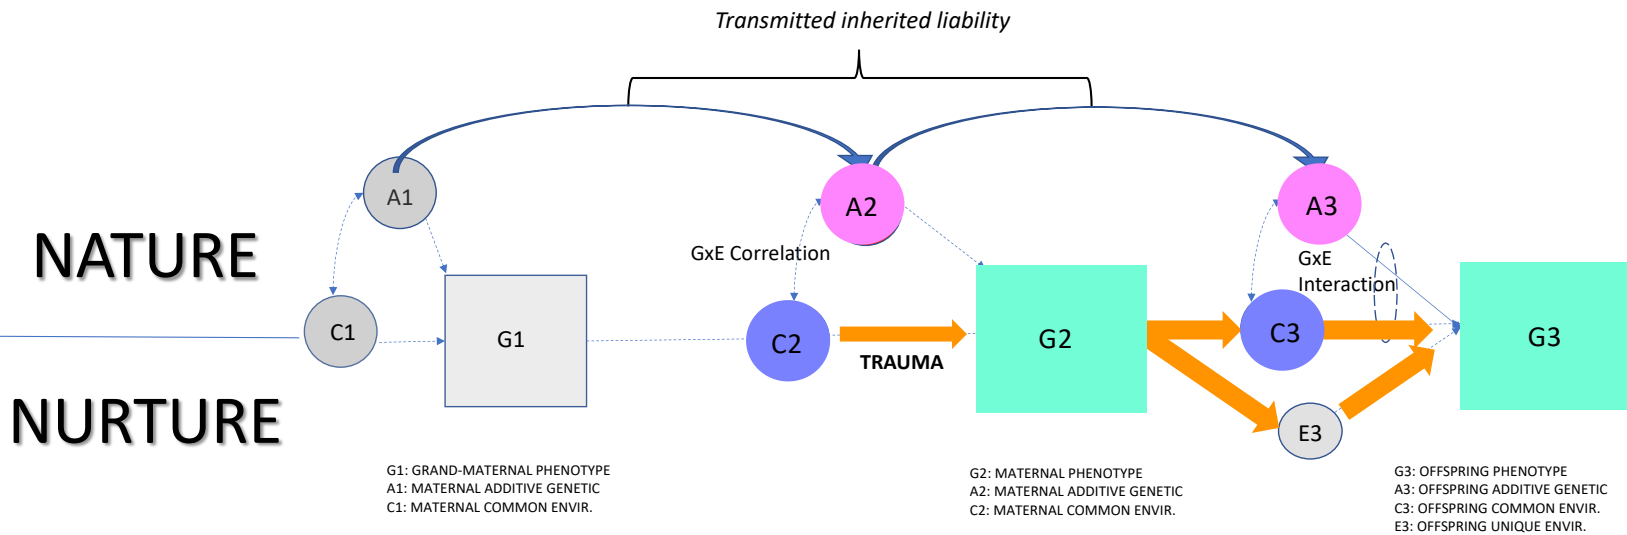 Transmitted inherited liability
A1
A2
A3
NATURE
GxE Correlation
GxE
Interaction
C1
G1
C2
TRAUMA
G2
C3
G3
NURTURE
E3
G1: GRAND-MATERNAL PHENOTYPE
A1: MATERNAL ADDITIVE GENETIC
C1: MATERNAL COMMON ENVIR.
G2: MATERNAL PHENOTYPE
A2: MATERNAL ADDITIVE GENETIC
C2: MATERNAL COMMON ENVIR.
G3: OFFSPRING PHENOTYPE
A3: OFFSPRING ADDITIVE GENETIC
C3: OFFSPRING COMMON ENVIR.
E3: OFFSPRING UNIQUE ENVIR.